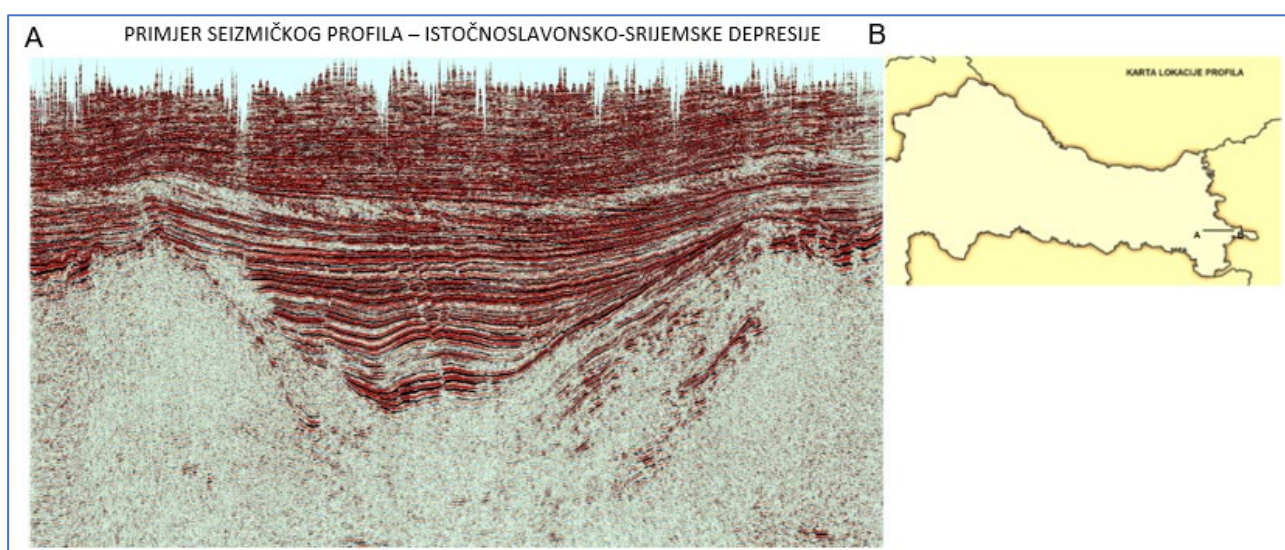 A PRIMJER SEIZMIČKOG PROFILA – ISTOČNOSLAVONSKO-SRIJEMSKE DEPRESIJE B
KARTA LOKACIJE PROFILA
A B